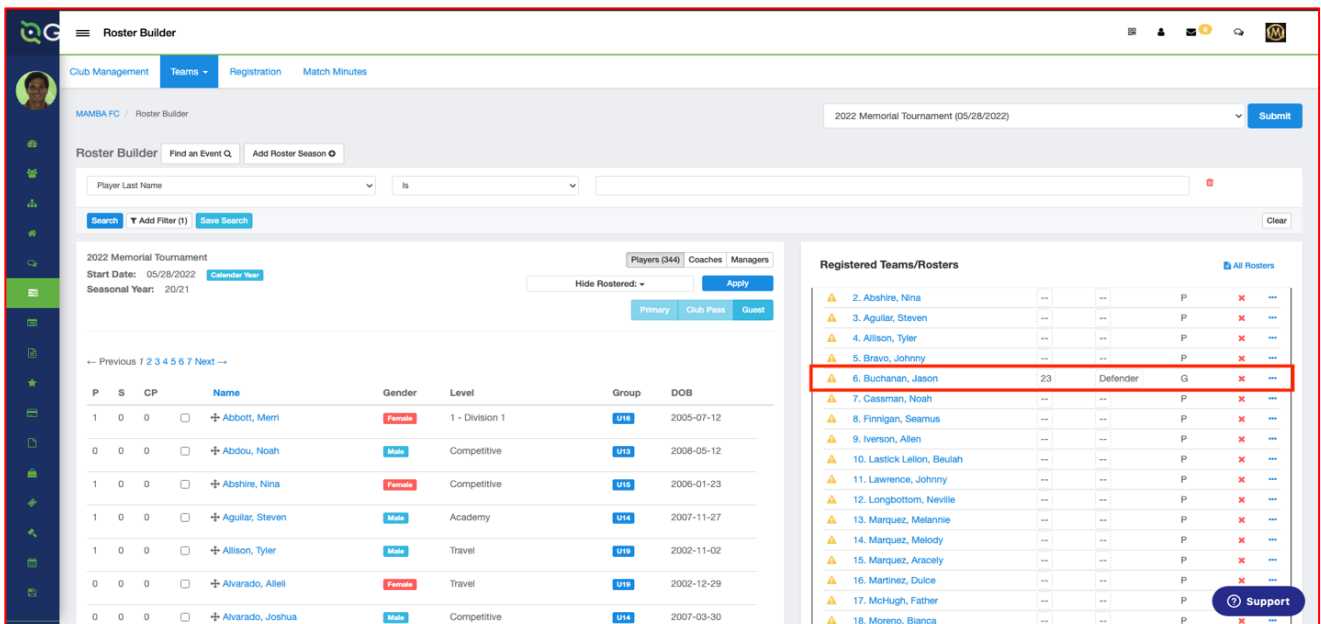 G Roster Builder 0
Club Management Teams Registration Match Minutes
MAMBA FC / Roster Builder 2022 Memorial Tournament (05/28/2022) Submit
Roster Builder Find an Event Add Roster Season
Player Last Name Is
Search Add Filter (1) Save Search Clear
2022 Memorial Tournament Players (344) Coaches Managers
Start Date: 05/28/2022 Calendar Year
Seasonal Year: 20/21
Hide Rostered: Apply
Primary Club Pass Guest
← Previous 1 2 3 4 5 6 7 Next →
P S CP Name Gender Level Group DOB
1 0 0 Abbott, Merri Female 1 - Division 1 U16 2005-07-12
0 0 0 Abdou, Noah Male Competitive U13 2008-05-12
1 0 0 Abshire, Nina Female Competitive U15 2006-01-23
1 0 0 Aguilar, Steven Male Academy U14 2007-11-27
1 0 0 Allison, Tyler Male Travel U19 2002-11-02
0 0 0 Alvarado, Alleli Female Travel U19 2002-12-29
0 0 0 Alvarado, Joshua Male Competitive U14 2007-03-30
Registered Teams/Rosters All Rosters
2. Abshire, Nina -- -- P
3. Aguilar, Steven -- -- P
4. Allison, Tyler -- -- P
5. Bravo, Johnny -- -- P
6. Buchanan, Jason 23 Defender G
7. Cassman, Noah -- -- P
8. Finnigan, Seamus -- -- P
9. Iverson, Allen -- -- P
10. Lastick Lelion, Beulah -- -- P
11. Lawrence, Johnny -- -- P
12. Longbottom, Neville -- -- P
13. Marquez, Melannie -- -- P
14. Marquez, Melody -- -- P
15. Marquez, Aracely -- -- P
16. Martinez, Dulce -- -- P
17. McHugh, Father -- -- P
18. Moreno, Bianca -- -- P
Support